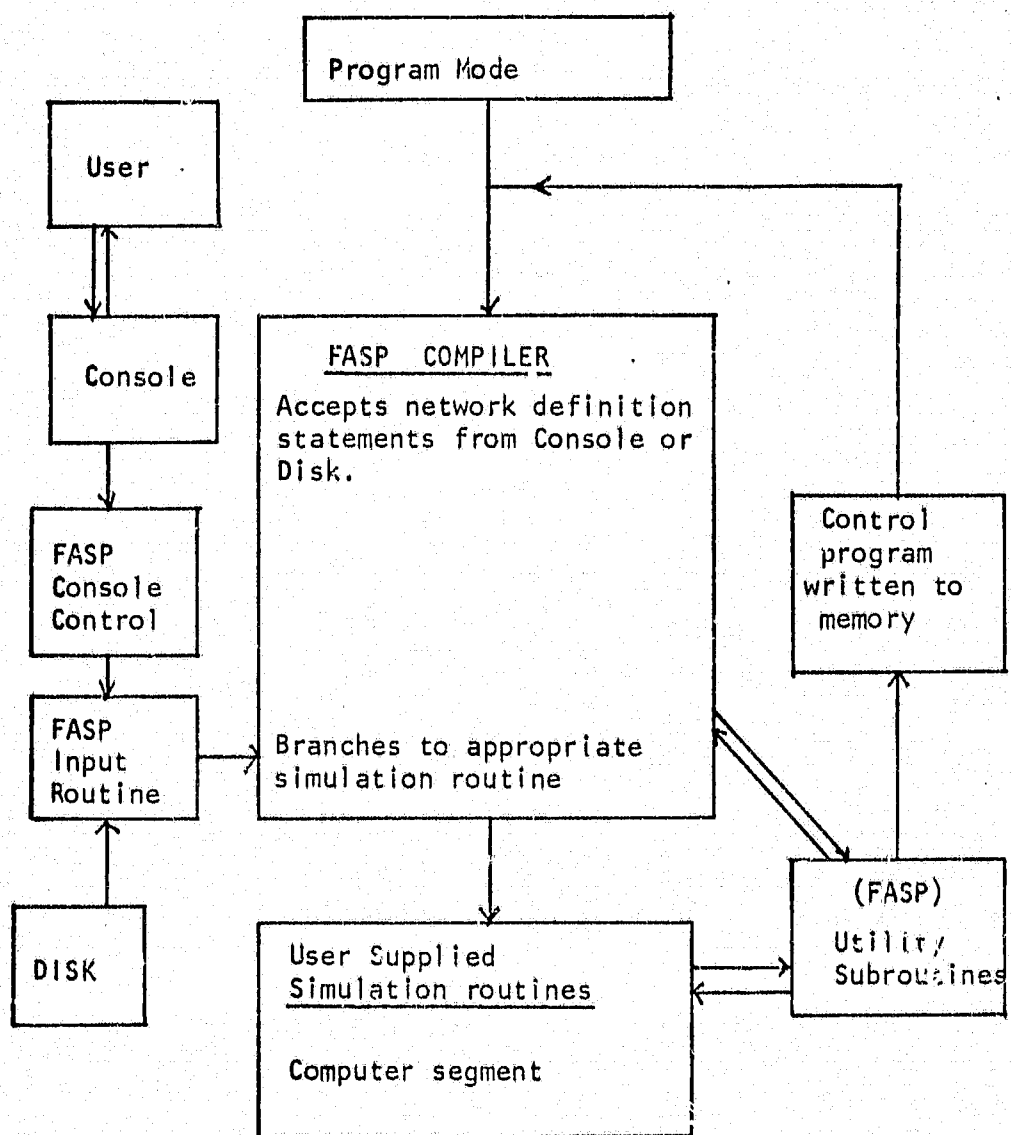 Program Mode
User
Console
FASP COMPILER
Accepts network definition
statements from Console or
Disk.
FASP
Console
Control
Control
program
written to
memory
FASP
Input
Routine
Branches to appropriate
simulation routine
DISK
(FASP)
Utility
Subroutines
User Supplied
Simulation routines
Computer segment